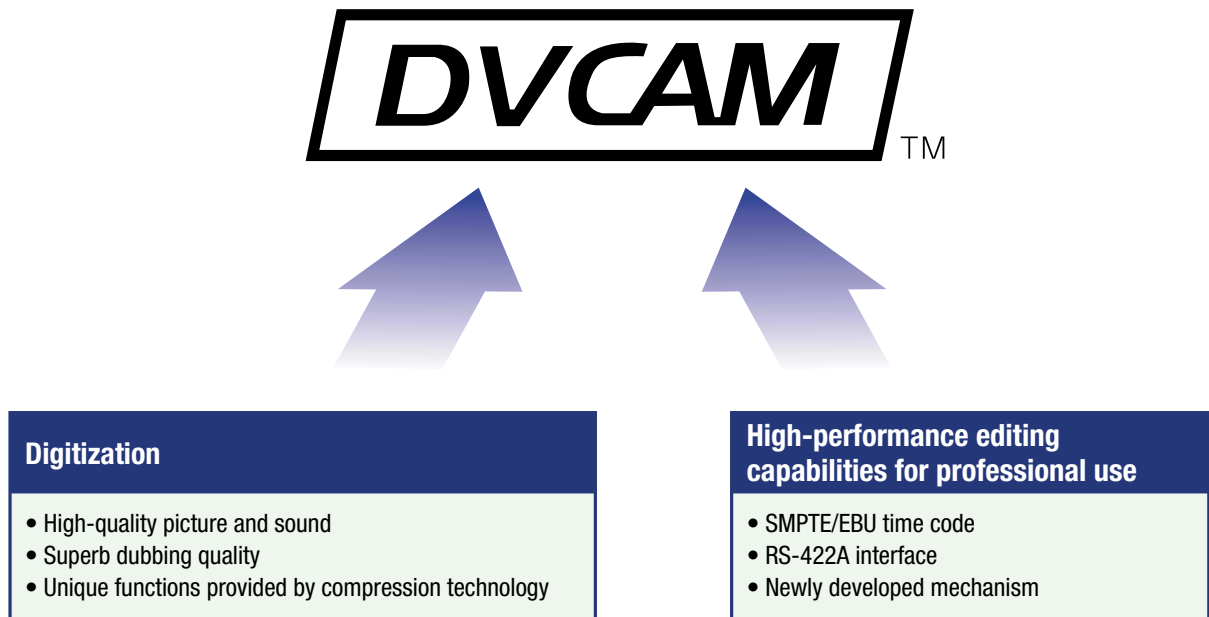 DVCAM
TM
Digitization
• High-quality picture and sound
• Superb dubbing quality
• Unique functions provided by compression technology
High-performance editing
capabilities for professional use
• SMPTE/EBU time code
• RS-422A interface
• Newly developed mechanism